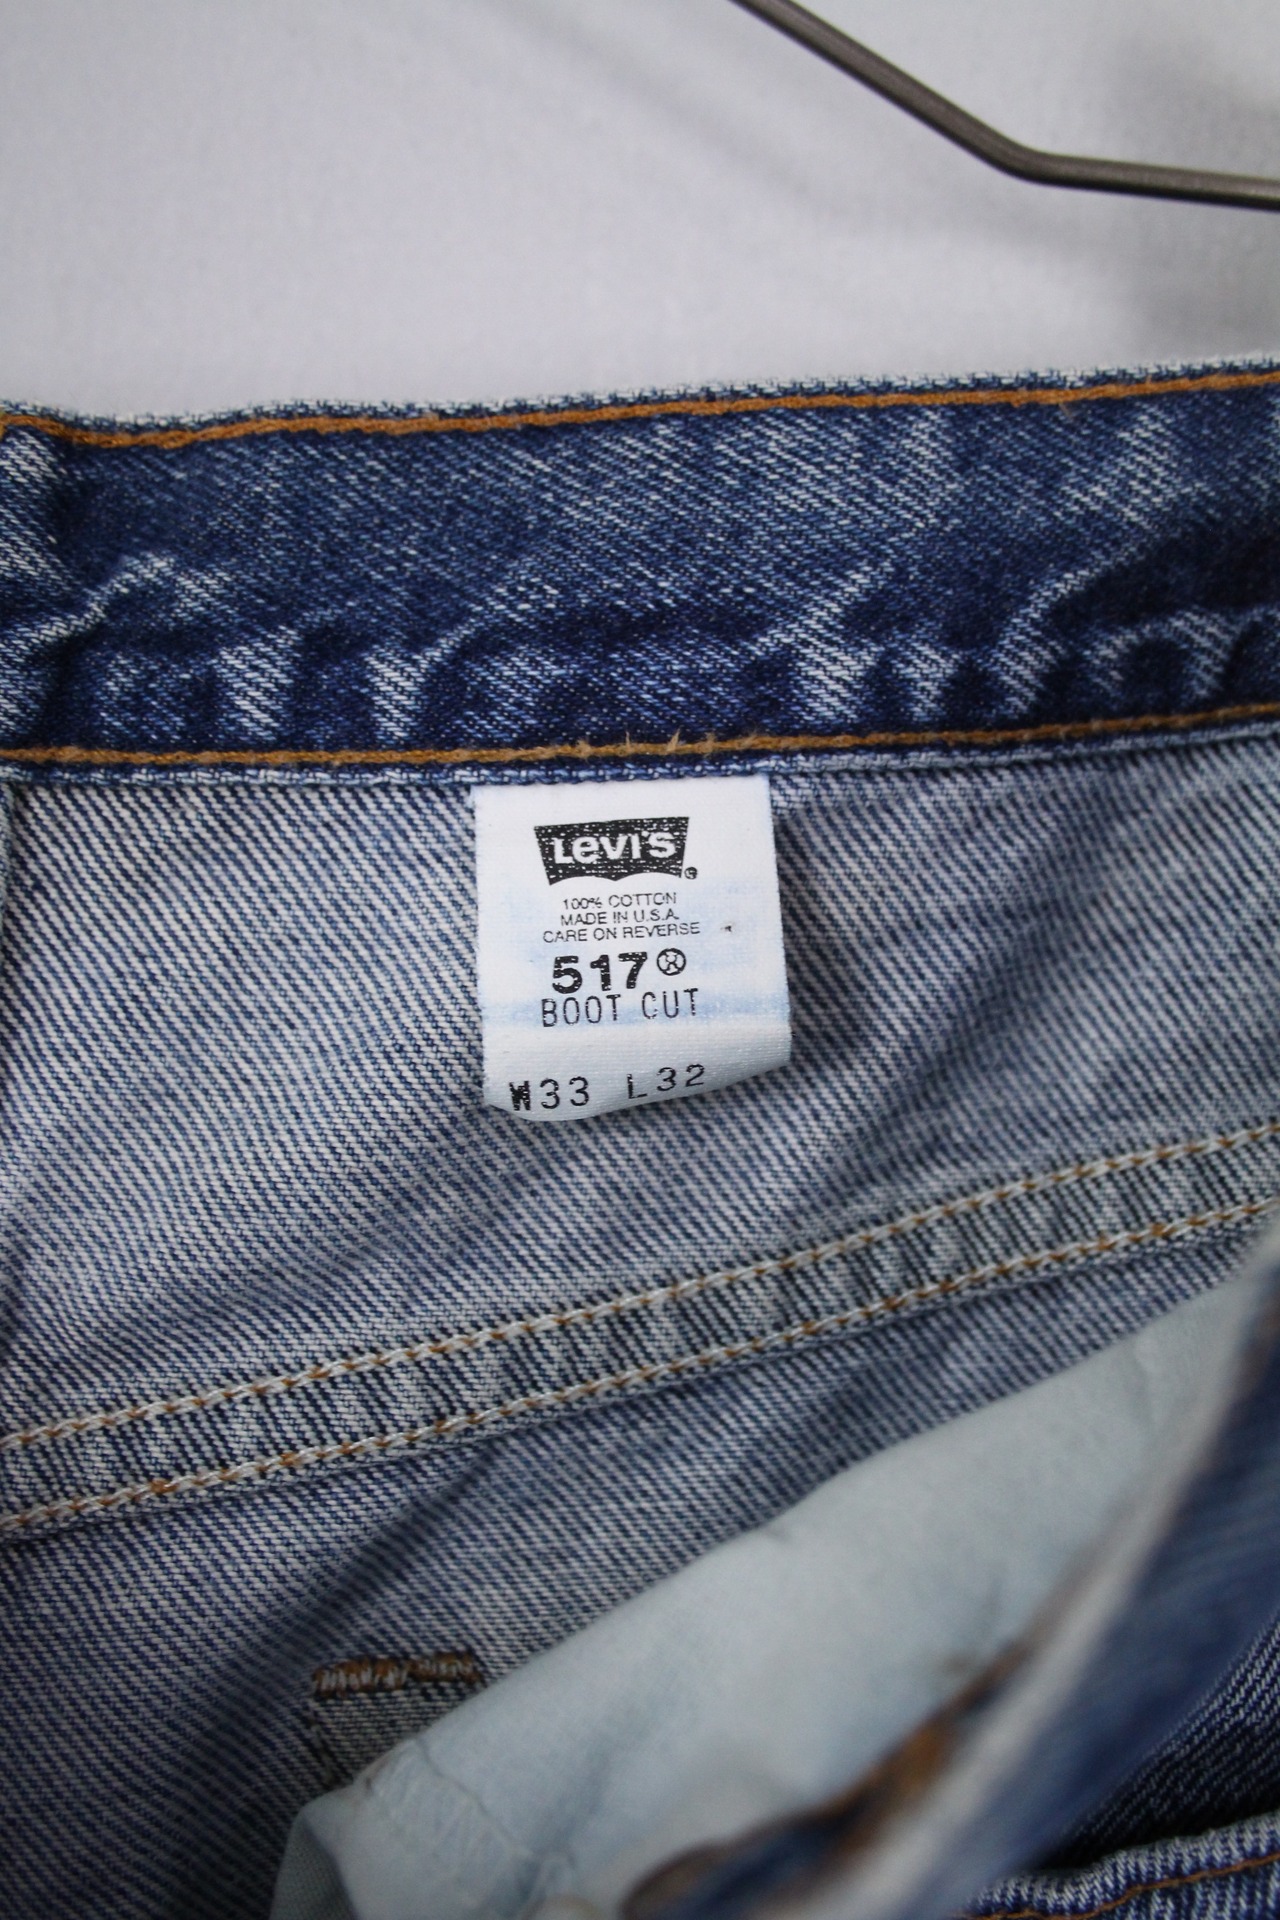 Levi's ®
100% COTTON
MADE IN U.S.A.
CARE ON REVERSE
517®
BOOT CUT
W33 L32